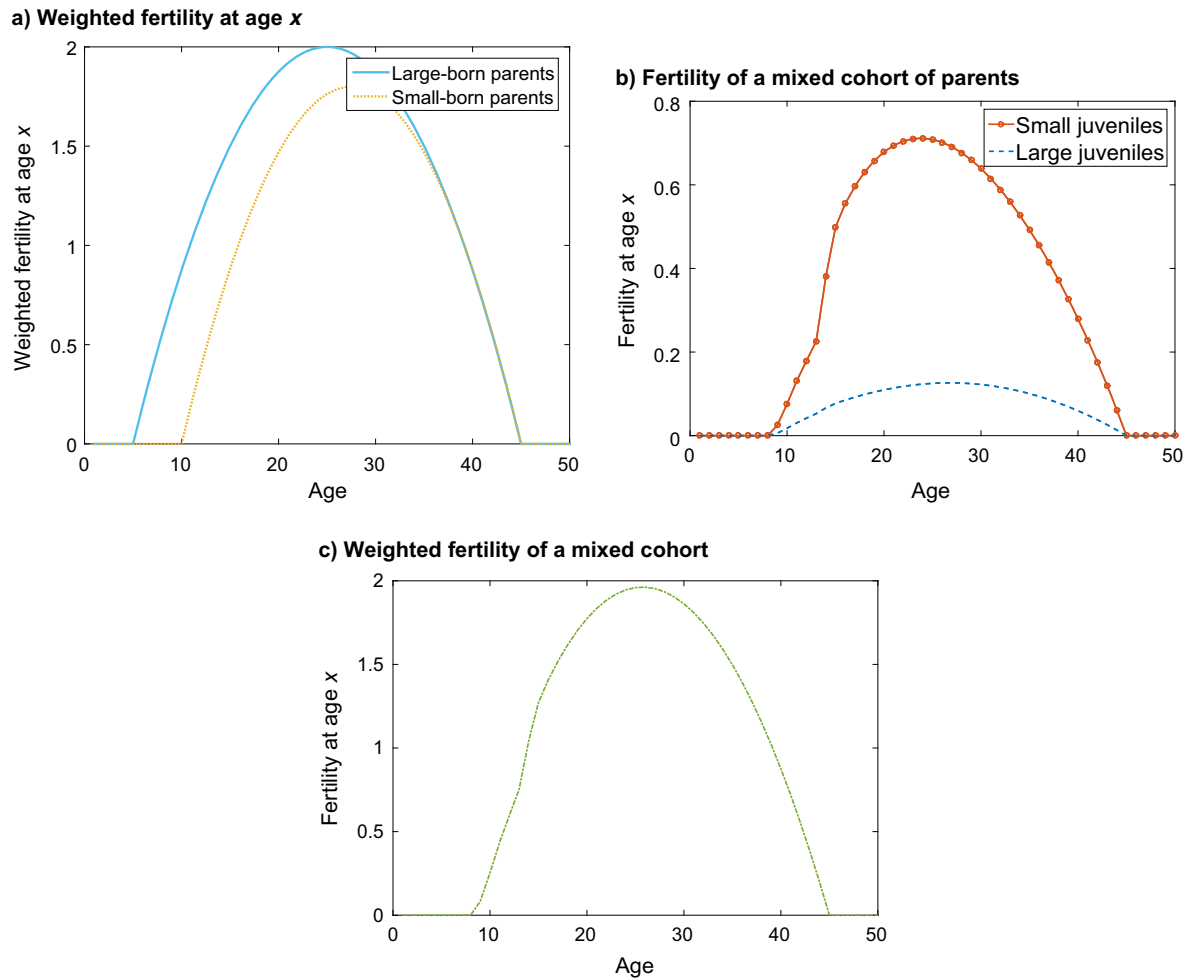 a) Weighted fertility at age x
Weighted fertility at age x
2
1.5
1
0.5
0
Large-born parents
Small-born parents
0 10 20 30 40 50
Age
b) Fertility of a mixed cohort of parents
Fertility at age x
0.8
0.6
0.4
0.2
0
Small juveniles
Large juveniles
0 10 20 30 40 50
Age
c) Weighted fertility of a mixed cohort
Fertility at age x
2
1.5
1
0.5
0
0 10 20 30 40 50
Age